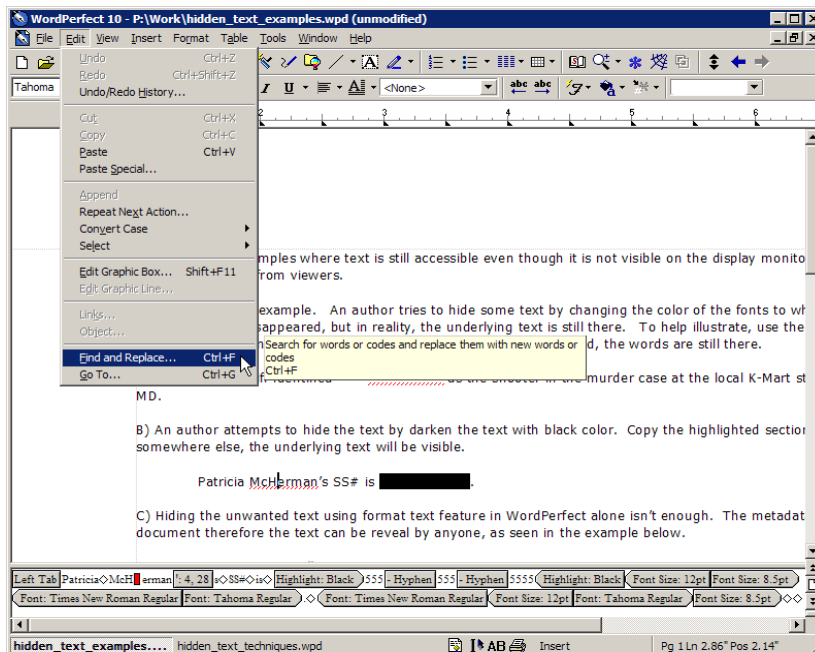 WordPerfect 10 - P:\Work\hidden_text_examples.wpd (unmodified)
File Edit View Insert Format Table Tools Window Help
Tahoma
<None>
abc abc
Undo Ctrl+Z
Redo Ctrl+Shift+Z
Undo/Redo History...
Cut Ctrl+X
Copy Ctrl+C
Paste Ctrl+V
Paste Special...
Append
Repeat Next Action...
Convert Case
Select
Edit Graphic Box... Shift+F11
Edit Graphic Line...
Links...
Object...
Find and Replace... Ctrl+F
Go To... Ctrl+G
Search for words or codes and replace them with new words or
codes
Ctrl+F
2 3 4 5 6
mples where text is still accessible even though it is not visible on the display monito
from viewers.
example. An author tries to hide some text by changing the color of the fonts to wh
sappeared, but in reality, the underlying text is still there. To help illustrate, use the
d, the words are still there.
identified as the shooter in the murder case at the local K-Mart st
MD.
B) An author attempts to hide the text by darken the text with black color. Copy the highlighted section
somewhere else, the underlying text will be visible.
Patricia McHerman's SS# is .
C) Hiding the unwanted text using format text feature in WordPerfect alone isn't enough. The metadat
document therefore the text can be reveal by anyone, as seen in the example below.
Left Tab Patricia◇McH erman ': 4, 28 s◇SS#◇is◇ Highlight: Black 555 - Hyphen 555 - Hyphen 5555 Highlight: Black Font Size: 12pt Font Size: 8.5pt
Font: Times New Roman Regular Font: Tahoma Regular .◇ Font: Times New Roman Regular Font Size: 12pt Font: Tahoma Regular Font Size: 8.5pt ◇◇
hidden_text_examples.... hidden_text_techniques.wpd AB Insert Pg 1 Ln 2.86" Pos 2.14"